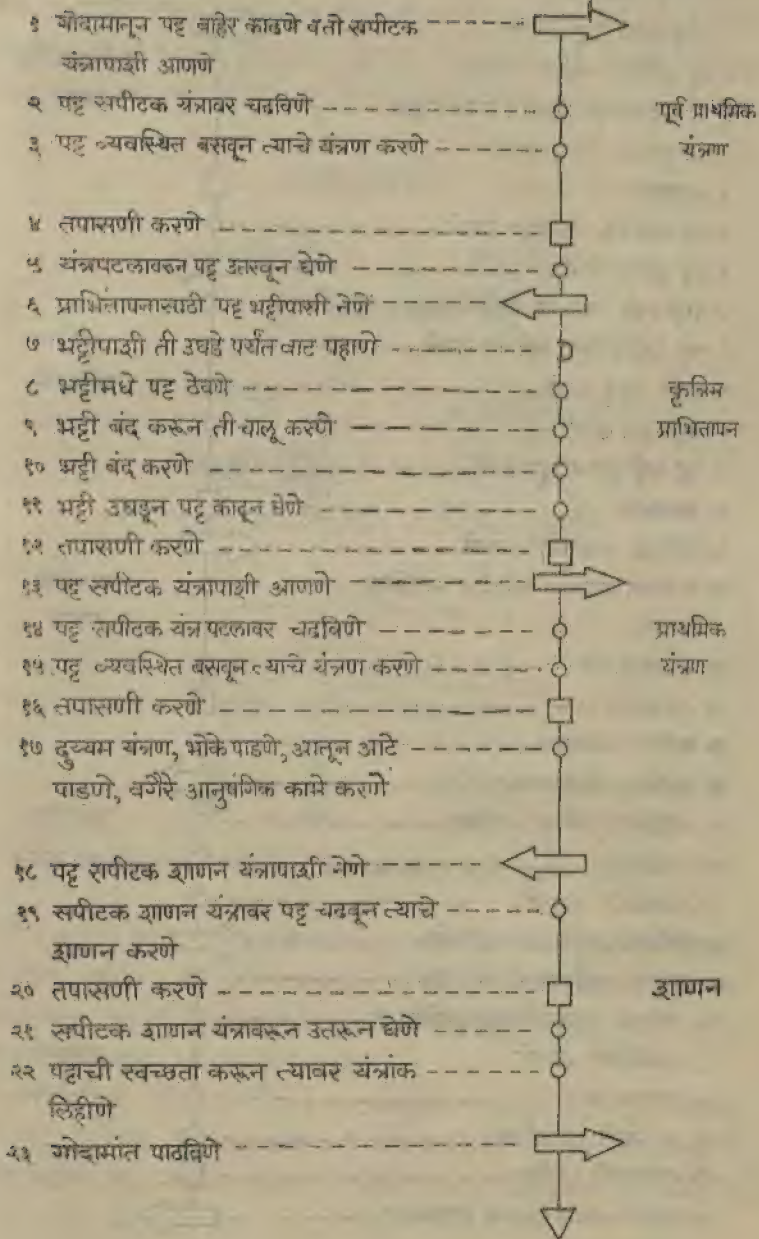 १ गोदामातून पट्ट बाहेर काढणे व तो सपीटक
यंत्रापाशी आणणे
२ पट्ट सपीटक यंत्रावर चढविणे
पूर्व प्राथमिक
३ पट्ट व्यवस्थित बसवून त्याचे यंत्रण करणे
यंत्रण
४ तपासणी करणे
५ यंत्रपटलावरुन पट्ट उतरवून घेणे
६ प्राभितापनासाठी पट्ट भट्टीपाशी नेणे
७ भट्टीपाशी ती उघडे पर्यंत वाट पहाणे
८ भट्टीमधे पट्ट ठेवणे
कृत्रिम
९ भट्टी बंद करून ती चालू करणे
प्राभितापन
१० भट्टी बंद करणे
११ भट्टी उघडून पट्ट काढून घेणे
१२ तपासणी करणे
१३ पट्ट सपीटक यंत्रापाशी आणणे
१४ पट्ट सपीटक यंत्र पटलावर चढविणे
प्राथमिक
१५ पट्ट व्यवस्थित बसवून त्याचे यंत्रण करणे
यंत्रण
१६ तपासणी करणे
१७ दुय्यम यंत्रण, भोके पाडणे, आतून आटे
पाडणे, वगैरे आनुषंगिक कामे करणे
१८ पट्ट सपीटक शाणन यंत्रापाशी नेणे
१९ सपीटक शाणन यंत्रावर पट्ट चढवून त्याचे
शाणन करणे
२० तपासणी करणे
शाणन
२१ सपीटक शाणन यंत्रावरून उतरून घेणे
२२ पट्टाची स्वच्छता करून त्यावर यंत्रांक
लिहीणे
२३ गोदामांत पाठविणे